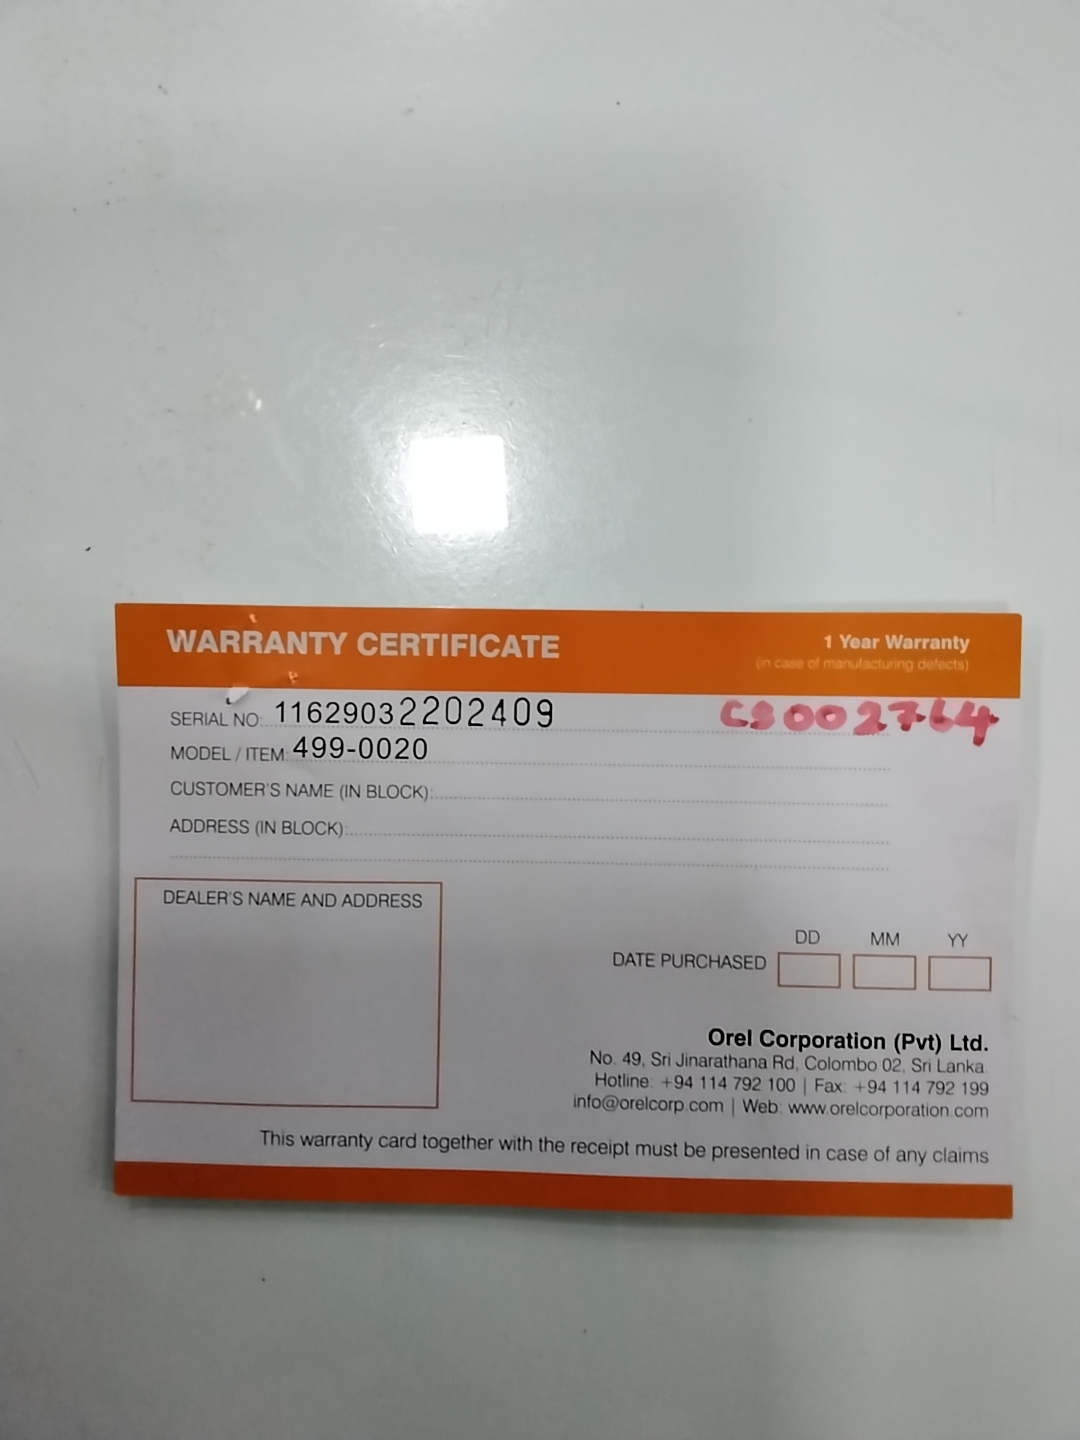 WARRANTY CERTIFICATE
1 Year Warranty
(in case of manufacturing defects)
SERIAL NO: 11629032202409
CS002764
MODEL / ITEM: 499-0020
CUSTOMER'S NAME (IN BLOCK):
ADDRESS (IN BLOCK):
DEALER'S NAME AND ADDRESS
DD MM YY
DATE PURCHASED
Orel Corporation (Pvt) Ltd.
No. 49, Sri Jinarathana Rd, Colombo 02, Sri Lanka.
Hotline: +94 114 792 100 | Fax: +94 114 792 199
info@orelcorp.com | Web: www.orelcorporation.com
This warranty card together with the receipt must be presented in case of any claims